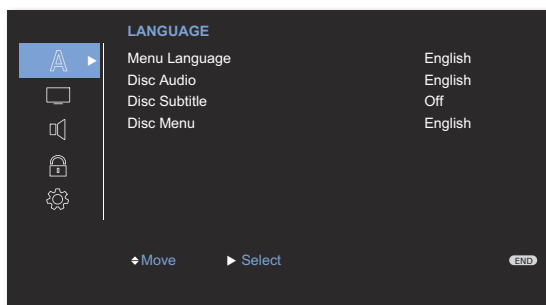 LANGUAGE
A
Menu Language English
Disc Audio English
Disc Subtitle Off
Disc Menu English
Move Select END